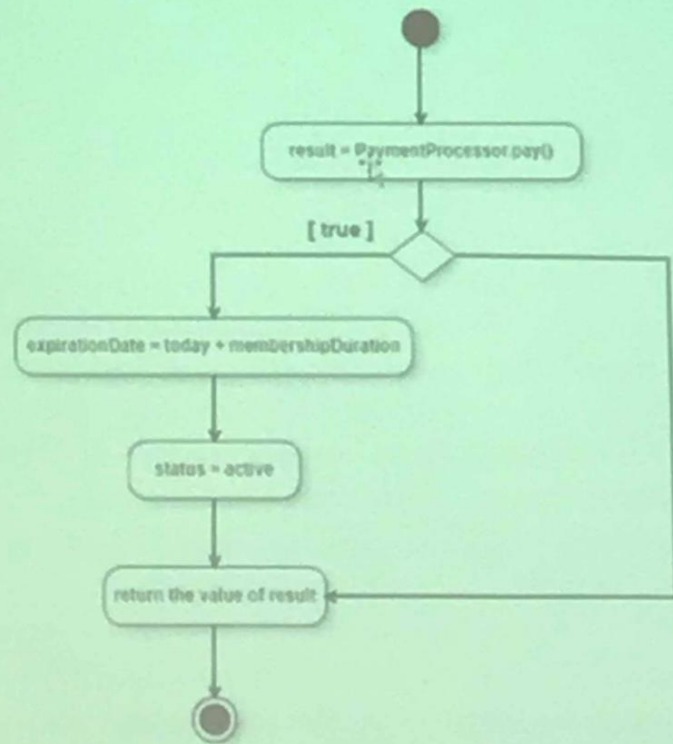 result = PaymentProcessor.pay()
[ true ]
expirationDate = today + membershipDuration
status = active
return the value of result